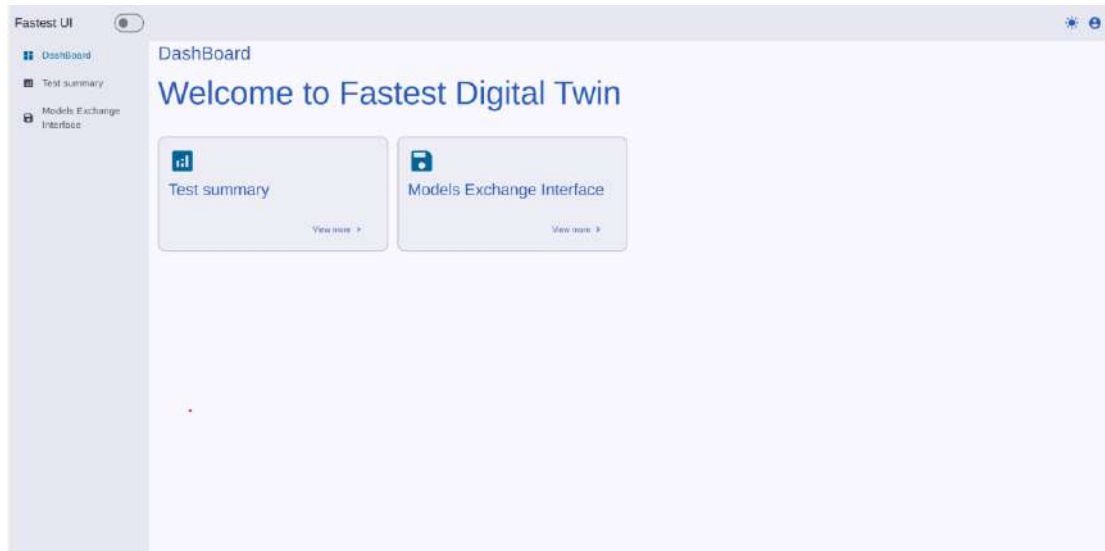 Fastest UI
DashBoard
Test summary
Models Exchange
Interface
DashBoard
Welcome to Fastest Digital Twin
Test summary
View more
Models Exchange Interface
View more